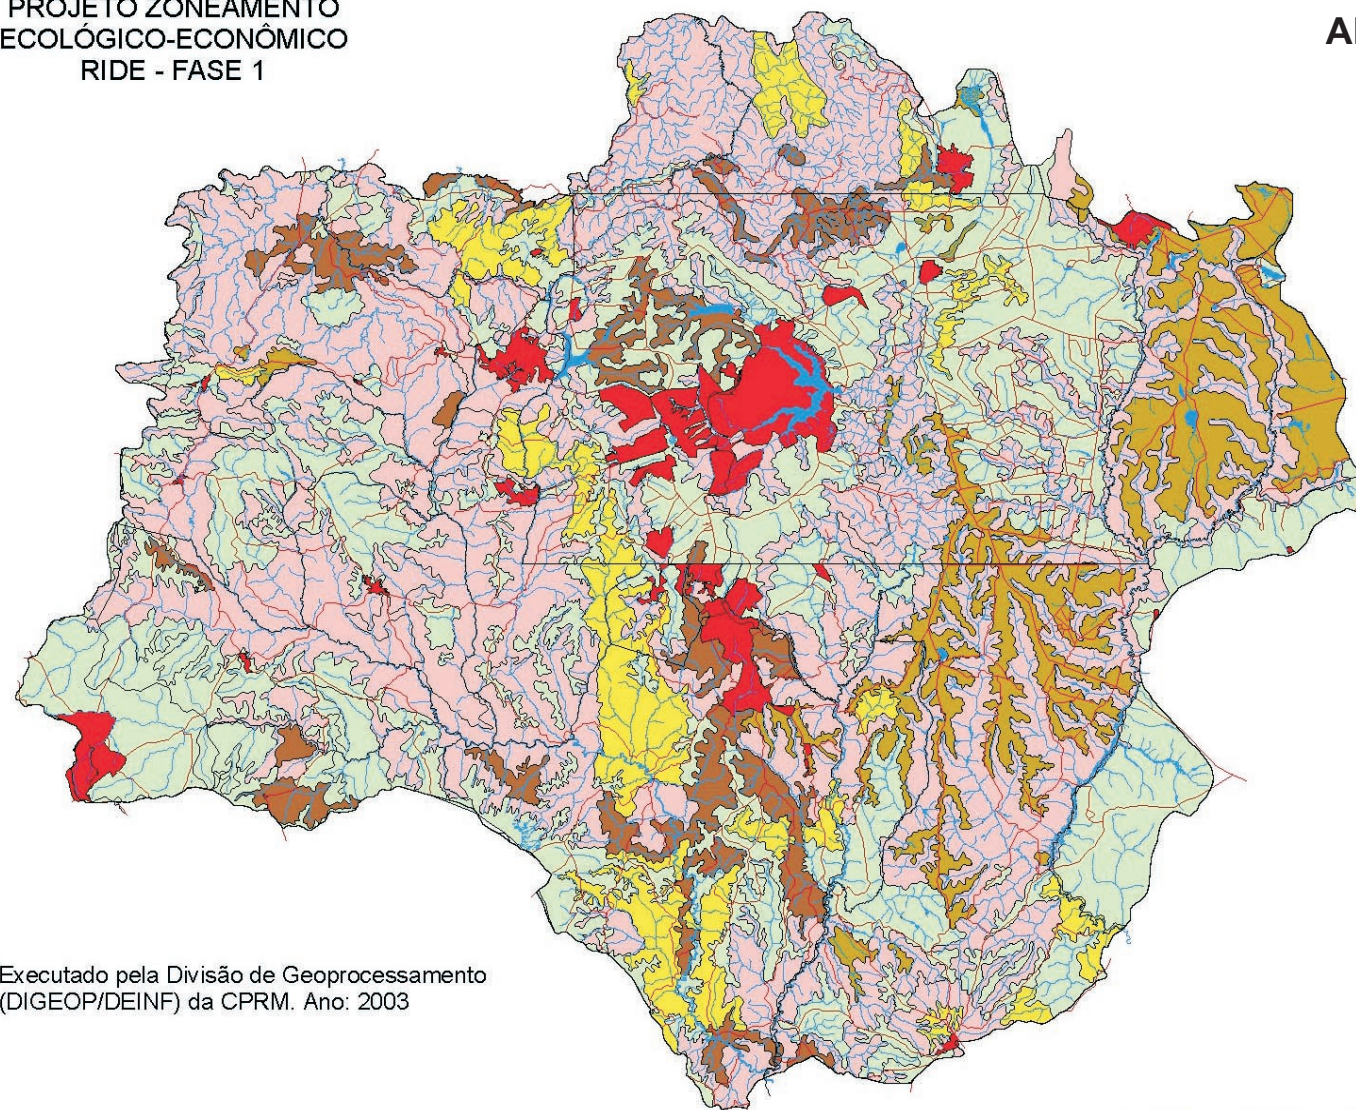 PROJETO ZONEAMENTO
ECOLÓGICO-ECONÔMICO
RIDE - FASE 1
Executado pela Divisão de Geoprocessamento
(DIGEOP/DEINF) da CPRM. Ano: 2003